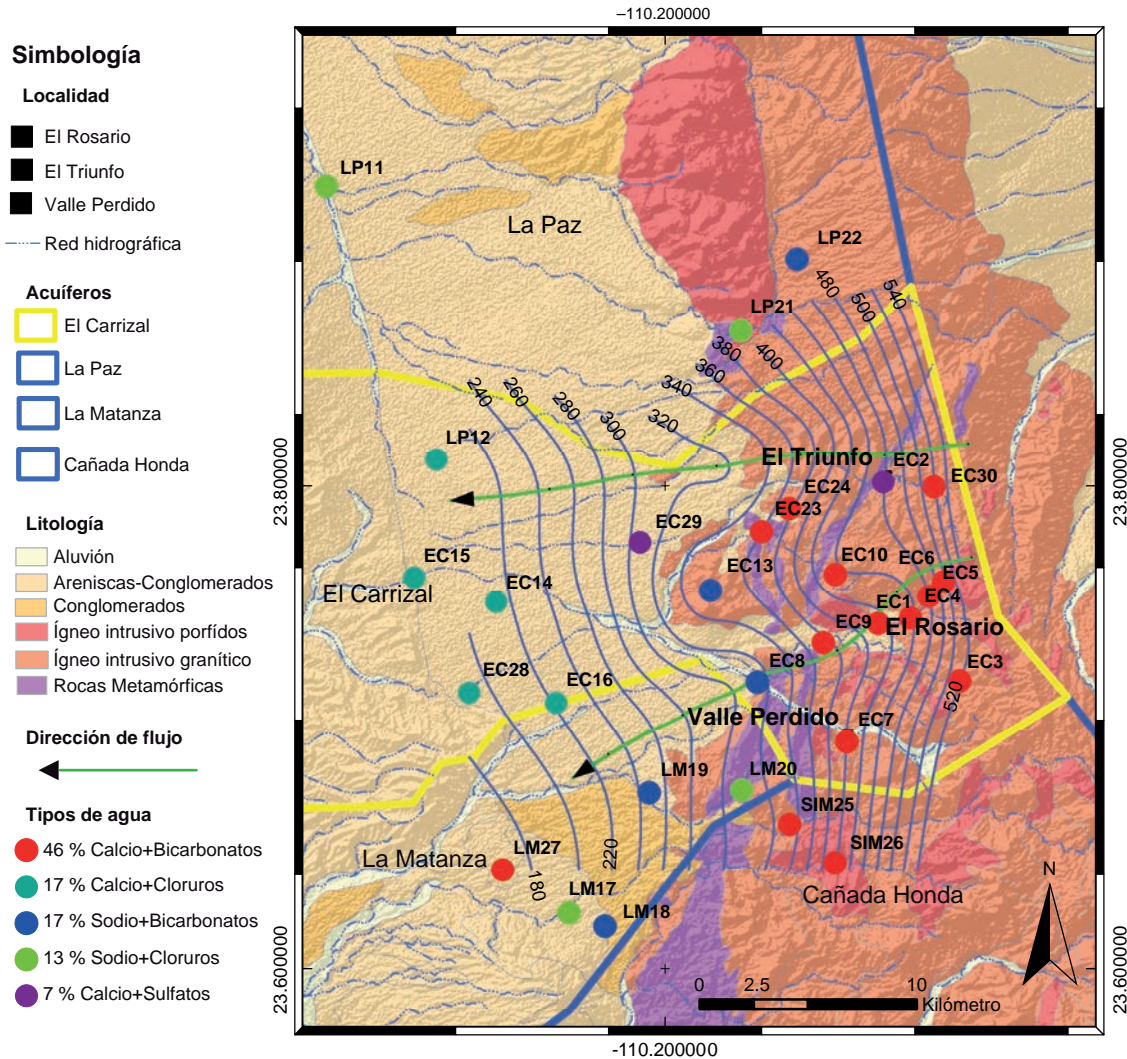 Simbología
Localidad
El Rosario
El Triunfo
Valle Perdido
Red hidrográfica
Acuíferos
El Carrizal
La Paz
La Matanza
Cañada Honda
Litología
Aluvión
Areniscas-Conglomerados
Conglomerados
Ígneo intrusivo porfídos
Ígneo intrusivo granítico
Rocas Metamórficas
Dirección de flujo
Tipos de agua
46 % Calcio+Bicarbonatos
17 % Calcio+Cloruros
17 % Sodio+Bicarbonatos
13 % Sodio+Cloruros
7 % Calcio+Sulfatos
−110.200000
LP11
La Paz
LP22
480
500
540
LP21
380
400
360
340
240
260
280
300
320
LP12
El Triunfo
EC2
EC30
23.800000
23.800000
EC24
EC23
EC29
EC15
EC14
El Carrizal
EC13
EC10
EC6
EC5
EC4
EC1
El Rosario
EC9
EC8
EC3
520
EC28
EC16
Valle Perdido
EC7
LM19
LM20
SIM25
SIM26
La Matanza
LM27
180
220
LM17
LM18
Cañada Honda
N
23.6000000
23.6000000
0
2.5
10
Kilómetro
-110.200000